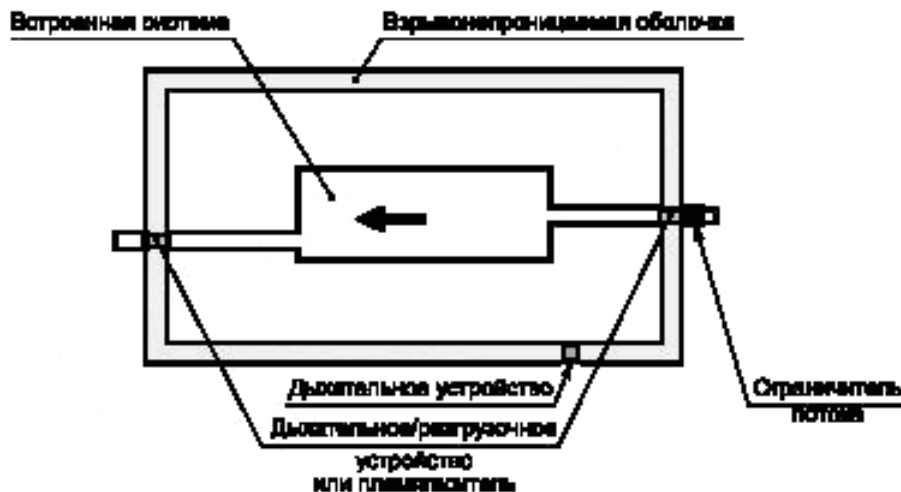 Встроенная система
Взрывонепроницаемая оболочка
Дыхательное устройство
Ограничитель
потока
Дыхательное/разгрузочное
устройство
или пламегаситель